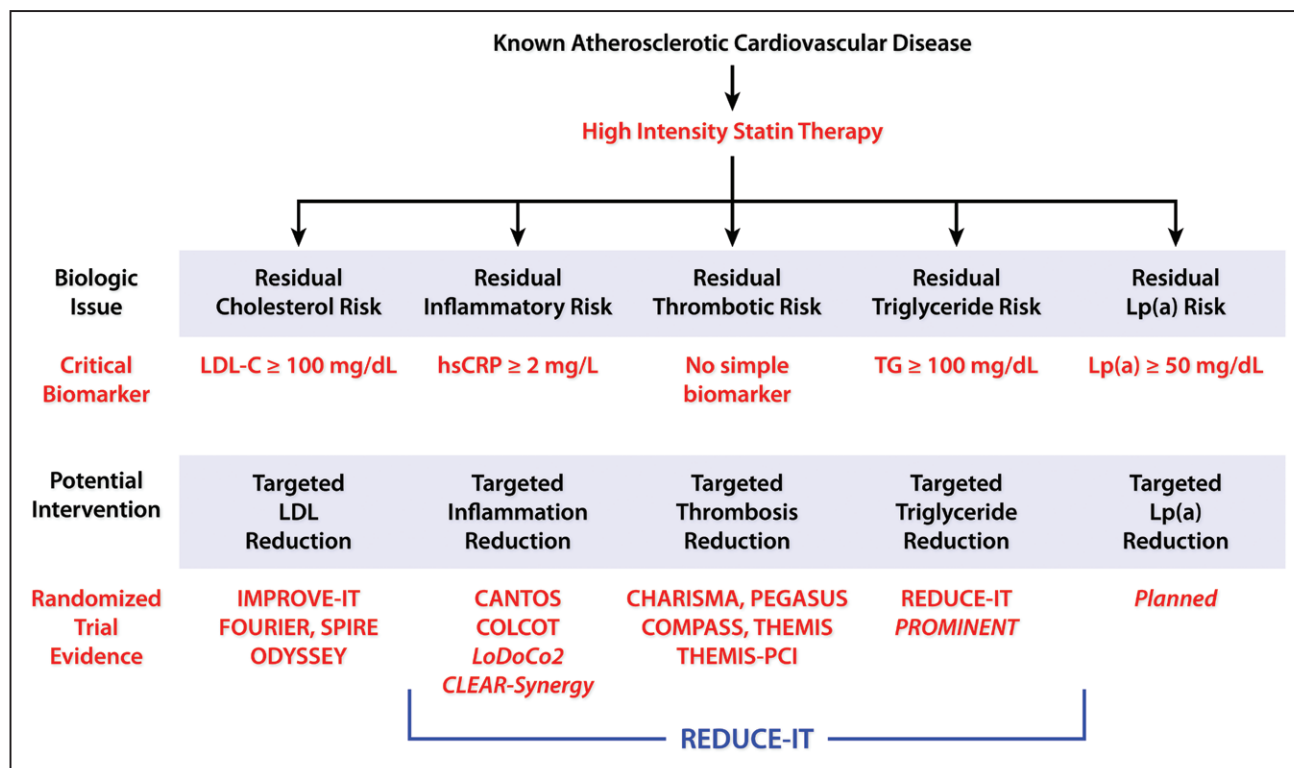 Known Atherosclerotic Cardiovascular Disease
High Intensity Statin Therapy
Biologic
Issue
Residual
Cholesterol Risk
Residual
Inflammatory Risk
Residual
Thrombotic Risk
Residual
Triglyceride Risk
Residual
Lp(a) Risk
Critical
Biomarker
LDL-C ≥ 100 mg/dL
hsCRP ≥ 2 mg/L
No simple
biomarker
TG ≥ 100 mg/dL
Lp(a) ≥ 50 mg/dL
Potential
Intervention
Targeted
LDL
Reduction
Targeted
Inflammation
Reduction
Targeted
Thrombosis
Reduction
Targeted
Triglyceride
Reduction
Targeted
Lp(a)
Reduction
Randomized
Trial
Evidence
IMPROVE-IT
FOURIER, SPIRE
ODYSSEY
CANTOS
COLCOT
LoDoCo2
CLEAR-Synergy
CHARISMA, PEGASUS
COMPASS, THEMIS
THEMIS-PCI
REDUCE-IT
PROMINENT
Planned
REDUCE-IT